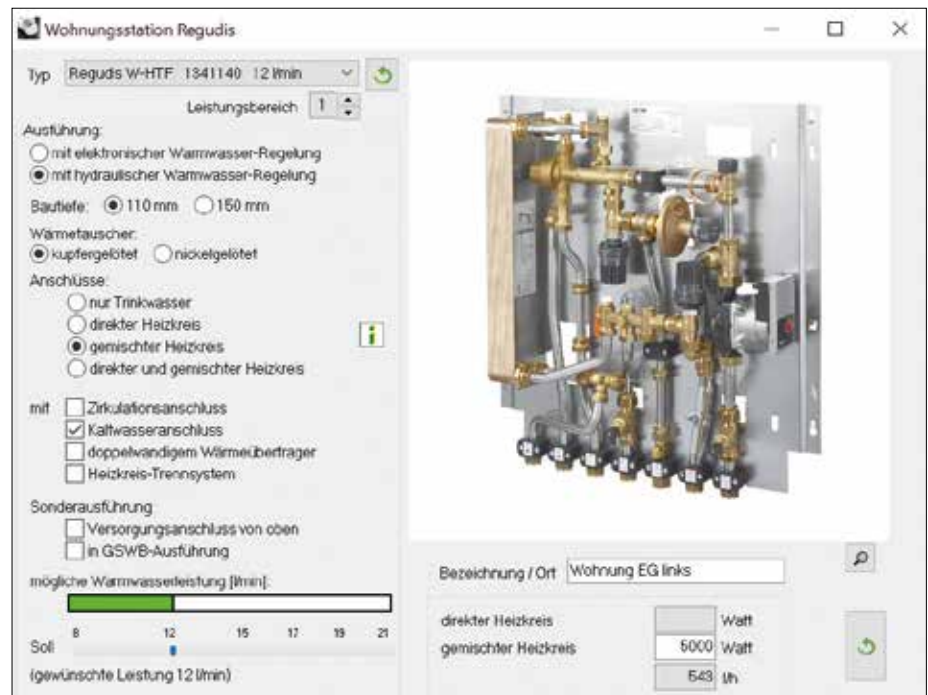 Wohnungsstation Regudis
Typ Regudis W-HTF 1341140 12 l/min
Leistungsbereich 1
Ausführung:
mit elektronischer Warmwasser-Regelung
mit hydraulischer Warmwasser-Regelung
Bautiefe: 110 mm 150 mm
Wärmetauscher:
kupfergelötet nickelgelötet
Anschlüsse:
nur Trinkwasser
direkter Heizkreis
gemischter Heizkreis
direkter und gemischter Heizkreis
mit Zirkulationsanschluss
Kaltwasseranschluss
doppelwandigem Wärmeübertrager
Heizkreis-Trennsystem
Sonderausführung
Versorgungsanschluss von oben
in GSWB-Ausführung
mögliche Warmwasserleistung [l/min]:
8 12 15 17 19 21
Soll
(gewünschte Leistung 12 l/min)
Bezeichnung / Ort Wohnung EG links
direkter Heizkreis Watt
gemischter Heizkreis 5000 Watt
543 l/h